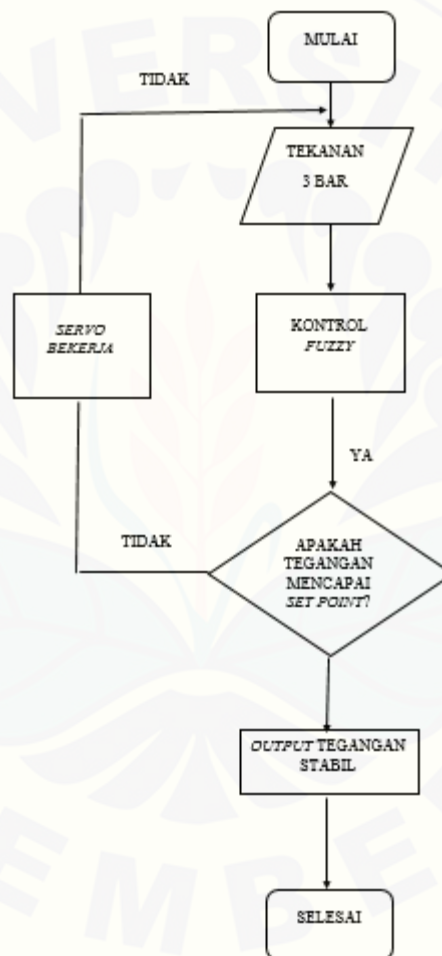 MULAI
TIDAK
TEKANAN
3 BAR
SERVO
BEKERJA
KONTROL
FUZZY
YA
TIDAK
APAKAH
TEGANGAN
MENCAPAI
SET POINT?
OUTPUT TEGANGAN
STABIL
SELESAI